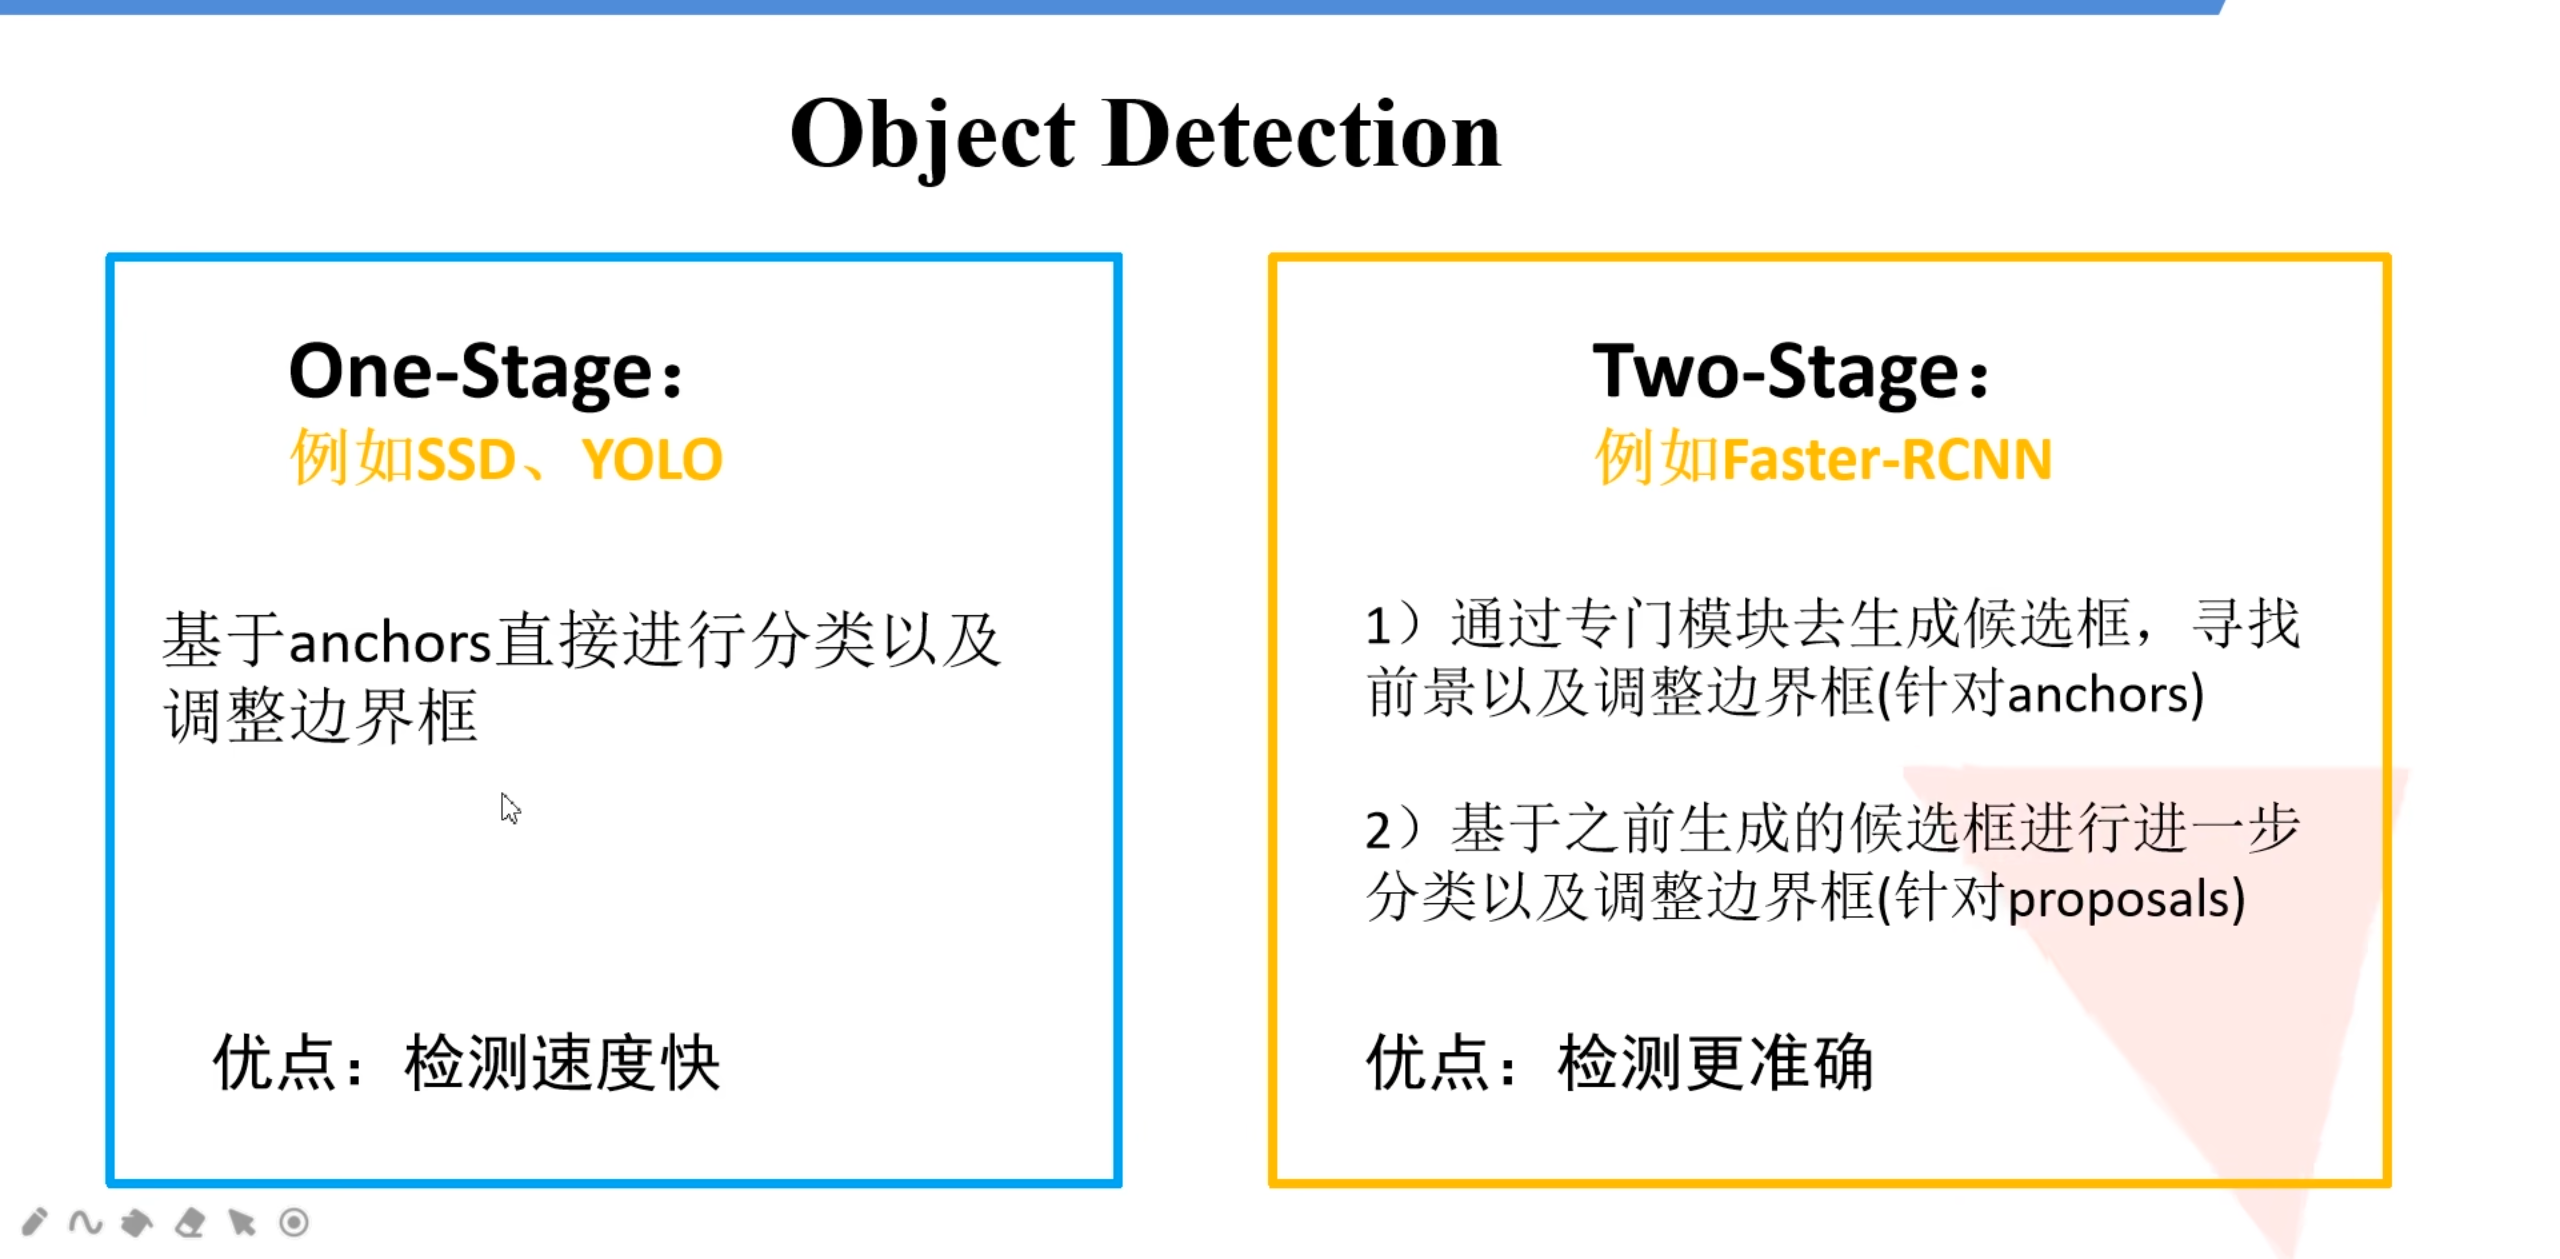 Object Detection
One-Stage：
例如SSD、YOLO
基于anchors直接进行分类以及
调整边界框
优点：检测速度快
Two-Stage：
例如Faster-RCNN
1）通过专门模块去生成候选框，寻找
前景以及调整边界框(针对anchors)
2）基于之前生成的候选框进行进一步
分类以及调整边界框(针对proposals)
优点：检测更准确